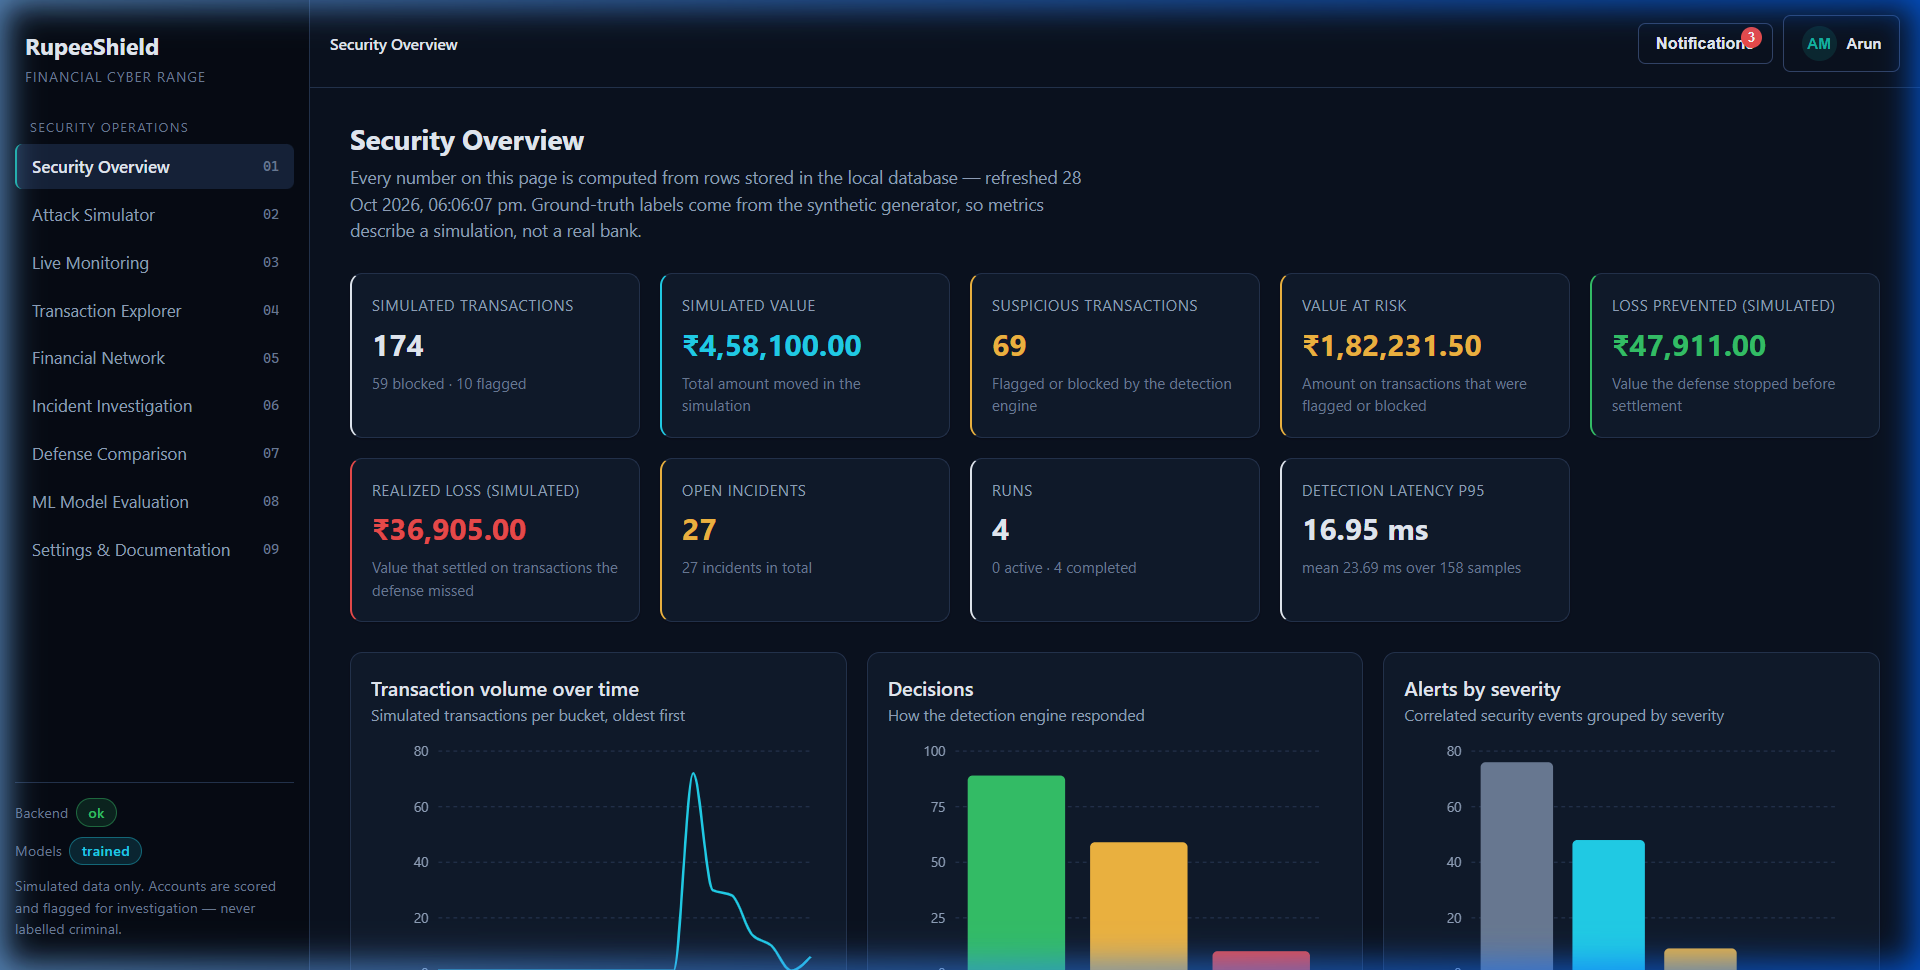 RupeeShield
FINANCIAL CYBER RANGE
SECURITY OPERATIONS
Security Overview 01
Attack Simulator 02
Live Monitoring 03
Transaction Explorer 04
Financial Network 05
Incident Investigation 06
Defense Comparison 07
ML Model Evaluation 08
Settings & Documentation 09
Backend ok
Models trained
Simulated data only. Accounts are scored
and flagged for investigation — never
labelled criminal.
Security Overview
Notifications 3
AM Arun
Security Overview
Every number on this page is computed from rows stored in the local database — refreshed 28
Oct 2026, 06:06:07 pm. Ground-truth labels come from the synthetic generator, so metrics
describe a simulation, not a real bank.
SIMULATED TRANSACTIONS
174
59 blocked · 10 flagged
SIMULATED VALUE
₹4,58,100.00
Total amount moved in the
simulation
SUSPICIOUS TRANSACTIONS
69
Flagged or blocked by the detection
engine
VALUE AT RISK
₹1,82,231.50
Amount on transactions that were
flagged or blocked
LOSS PREVENTED (SIMULATED)
₹47,911.00
Value the defense stopped before
settlement
REALIZED LOSS (SIMULATED)
₹36,905.00
Value that settled on transactions the
defense missed
OPEN INCIDENTS
27
27 incidents in total
RUNS
4
0 active · 4 completed
DETECTION LATENCY P95
16.95 ms
mean 23.69 ms over 158 samples
Transaction volume over time
Simulated transactions per bucket, oldest first
80
60
40
20
Decisions
How the detection engine responded
100
75
50
25
Alerts by severity
Correlated security events grouped by severity
80
60
40
20